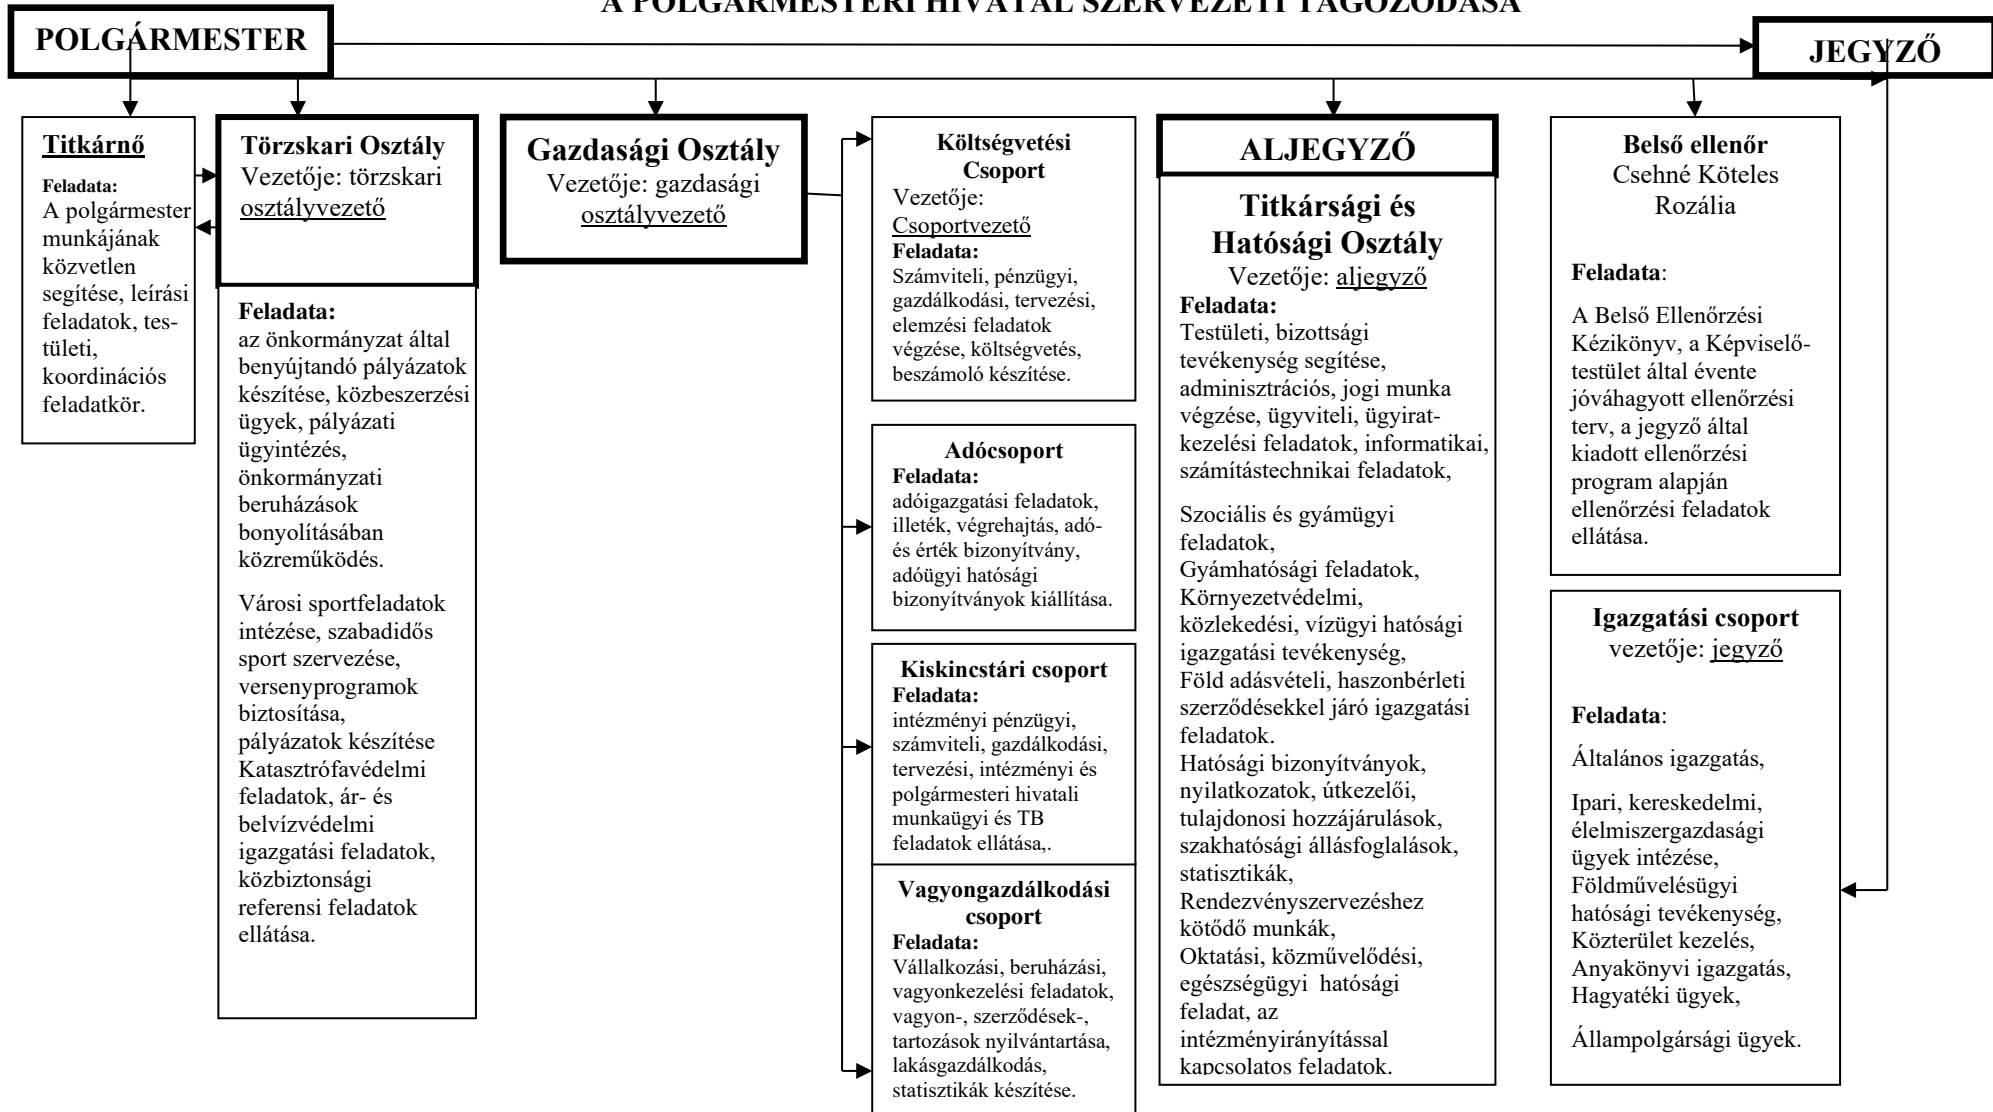 A POLGÁRMESTERI HIVATAL SZERVEZETI TAGOZÓDÁSA
POLGÁRMESTER
JEGYZŐ
Titkárnő
Feladata:
A polgármester
munkájának
közvetlen
segítése, leírási
feladatok, tes-
tületi,
koordinációs
feladatkör.
Törzskari Osztály
Vezetője: törzskari
osztályvezető
Feladata:
az önkormányzat által
benyújtandó pályázatok
készítése, közbeszerzési
ügyek, pályázati
ügyintézés,
önkormányzati
beruházások
bonyolításában
közreműködés.
Városi sportfeladatok
intézése, szabadidős
sport szervezése,
versenyprogramok
biztosítása,
pályázatok készítése
Katasztrófavédelmi
feladatok, ár- és
belvízvédelmi
igazgatási feladatok,
közbiztonsági
referensi feladatok
ellátása.
Gazdasági Osztály
Vezetője: gazdasági
osztályvezető
Költségvetési
Csoport
Vezetője:
Csoportvezető
Feladata:
Számviteli, pénzügyi,
gazdálkodási, tervezési,
elemzési feladatok
végzése, költségvetés,
beszámoló készítése.
Adócsoport
Feladata:
adóigazgatási feladatok,
illeték, végrehajtás, adó-
és érték bizonyítvány,
adóügyi hatósági
bizonyítványok kiállítása.
Kiskincstári csoport
Feladata:
intézményi pénzügyi,
számviteli, gazdálkodási,
tervezési, intézményi és
polgármesteri hivatali
munkaügyi és TB
feladatok ellátása,.
Vagyongazdálkodási
csoport
Feladata:
Vállalkozási, beruházási,
vagyonkezelési feladatok,
vagyon-, szerződések-,
tartozások nyilvántartása,
lakásgazdálkodás,
statisztikák készítése.
ALJEGYZŐ
Titkársági és
Hatósági Osztály
Vezetője: aljegyző
Feladata:
Testületi, bizottsági
tevékenység segítése,
adminisztrációs, jogi munka
végzése, ügyviteli, ügyirat-
kezelési feladatok, informatikai,
számítástechnikai feladatok,
Szociális és gyámügyi
feladatok,
Gyámhatósági feladatok,
Környezetvédelmi,
közlekedési, vízügyi hatósági
igazgatási tevékenység,
Föld adásvételi, haszonbérleti
szerződésekkel járó igazgatási
feladatok.
Hatósági bizonyítványok,
nyilatkozatok, útkezelői,
tulajdonosi hozzájárulások,
szakhatósági állásfoglalások,
statisztikák,
Rendezvényszervezéshez
kötődő munkák,
Oktatási, közművelődési,
egészségügyi hatósági
feladat, az
intézményirányítással
kapcsolatos feladatok.
Belső ellenőr
Csehné Köteles
Rozália
Feladata:
A Belső Ellenőrzési
Kézikönyv, a Képviselő-
testület által évente
jóváhagyott ellenőrzési
terv, a jegyző által
kiadott ellenőrzési
program alapján
ellenőrzési feladatok
ellátása.
Igazgatási csoport
vezetője: jegyző
Feladata:
Általános igazgatás,
Ipari, kereskedelmi,
élelmiszergazdasági
ügyek intézése,
Földművelésügyi
hatósági tevékenység,
Közterület kezelés,
Anyakönyvi igazgatás,
Hagyatéki ügyek,
Állampolgársági ügyek.